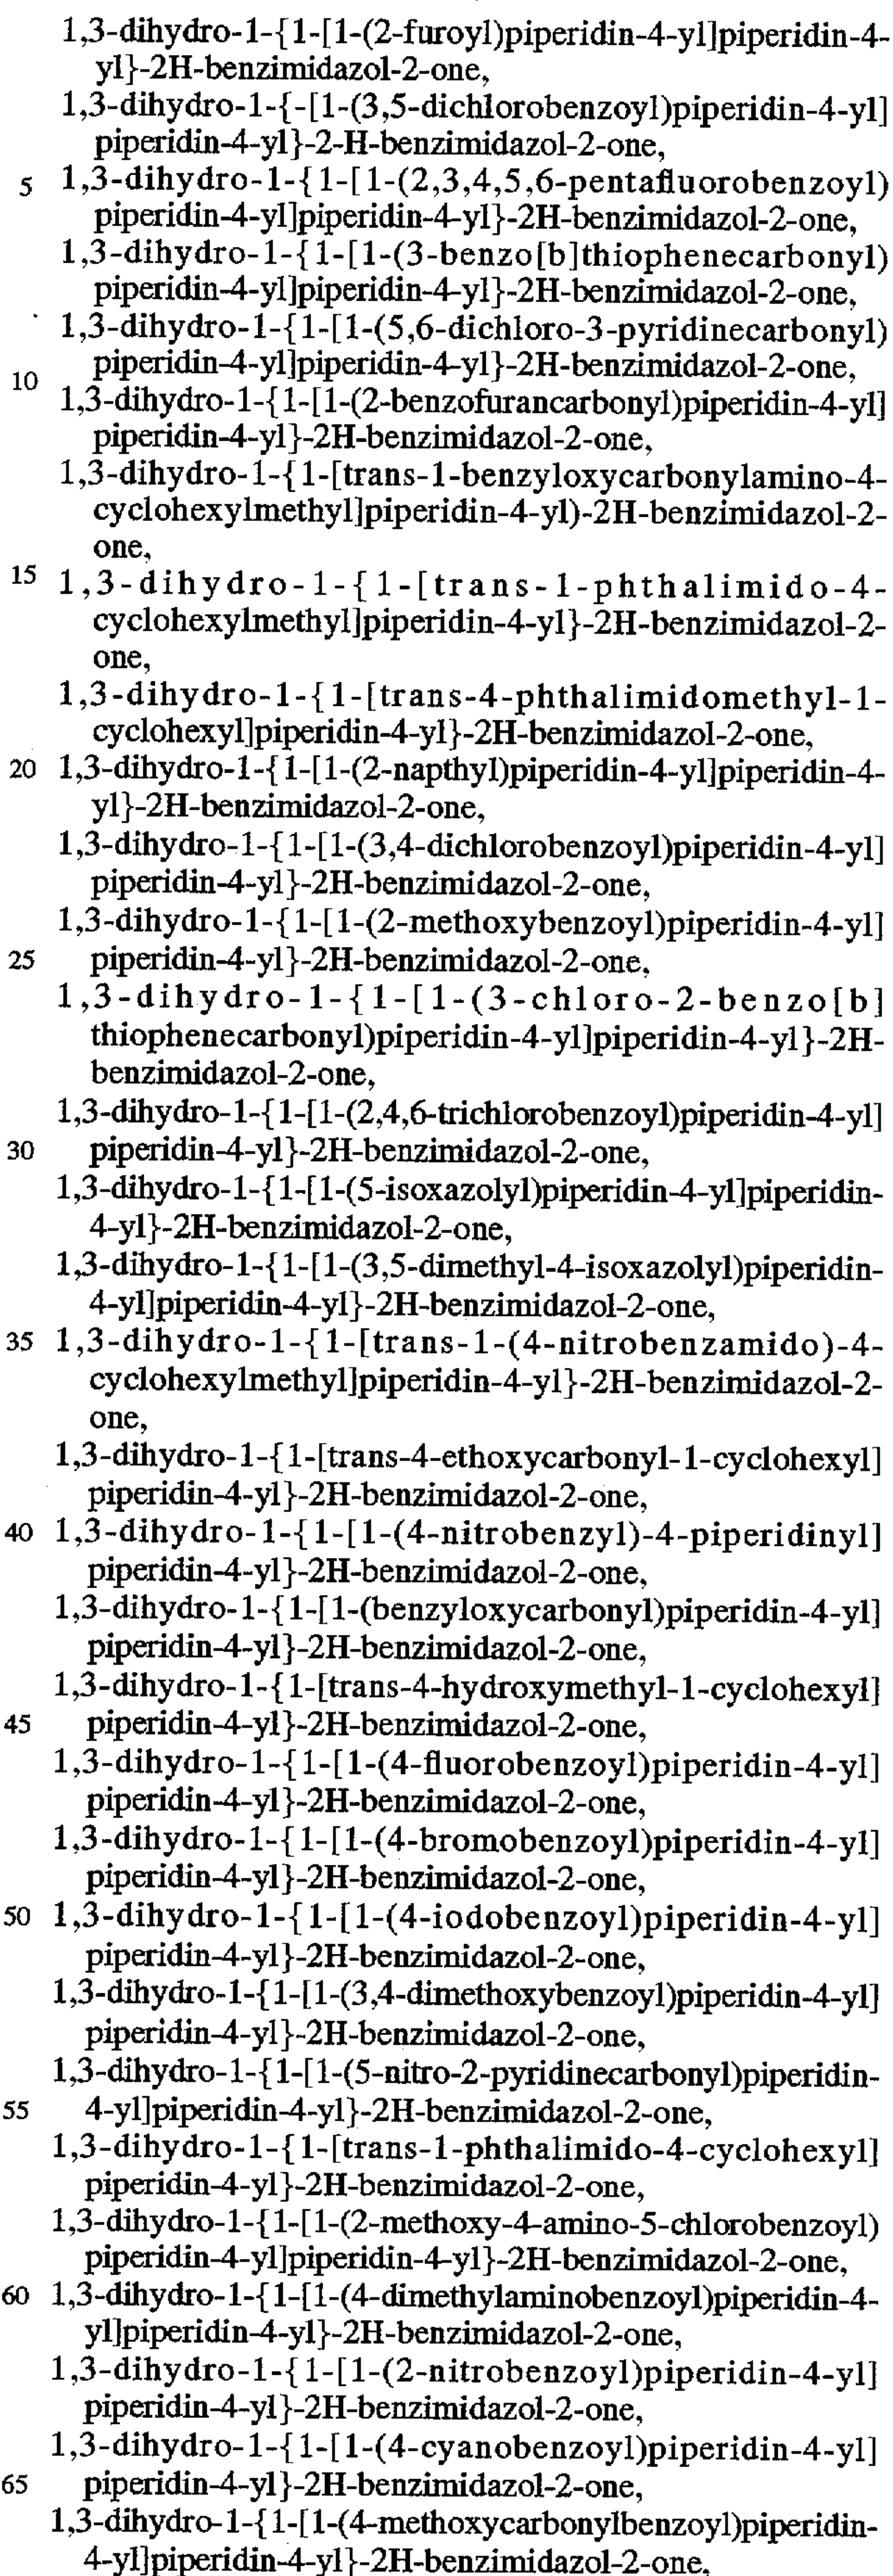 1,3-dihydro-1-{1-[1-(2-furoyl)piperidin-4-yl]piperidin-4-
yl}-2H-benzimidazol-2-one,
1,3-dihydro-1-{-[1-(3,5-dichlorobenzoyl)piperidin-4-yl]
piperidin-4-yl}-2-H-benzimidazol-2-one,
5 1,3-dihydro-1-{1-[1-(2,3,4,5,6-pentafluorobenzoyl)
piperidin-4-yl]piperidin-4-yl}-2H-benzimidazol-2-one,
1,3-dihydro-1-{1-[1-(3-benzo[b]thiophenecarbonyl)
piperidin-4-yl]piperidin-4-yl}-2H-benzimidazol-2-one,
1,3-dihydro-1-{1-[1-(5,6-dichloro-3-pyridinecarbonyl)
10 piperidin-4-yl]piperidin-4-yl}-2H-benzimidazol-2-one,
1,3-dihydro-1-{1-[1-(2-benzofurancarbonyl)piperidin-4-yl]
piperidin-4-yl}-2H-benzimidazol-2-one,
1,3-dihydro-1-{1-[trans-1-benzyloxycarbonylamino-4-
cyclohexylmethyl]piperidin-4-yl)-2H-benzimidazol-2-
one,
15 1,3-dihydro-1-{1-[trans-1-phthalimido-4-
cyclohexylmethyl]piperidin-4-yl}-2H-benzimidazol-2-
one,
1,3-dihydro-1-{1-[trans-4-phthalimidomethyl-1-
cyclohexyl]piperidin-4-yl}-2H-benzimidazol-2-one,
20 1,3-dihydro-1-{1-[1-(2-napthyl)piperidin-4-yl]piperidin-4-
yl}-2H-benzimidazol-2-one,
1,3-dihydro-1-{1-[1-(3,4-dichlorobenzoyl)piperidin-4-yl]
piperidin-4-yl}-2H-benzimidazol-2-one,
1,3-dihydro-1-{1-[1-(2-methoxybenzoyl)piperidin-4-yl]
25 piperidin-4-yl}-2H-benzimidazol-2-one,
1,3-dihydro-1-{1-[1-(3-chloro-2-benzo[b]
thiophenecarbonyl)piperidin-4-yl]piperidin-4-yl}-2H-
benzimidazol-2-one,
1,3-dihydro-1-{1-[1-(2,4,6-trichlorobenzoyl)piperidin-4-yl]
30 piperidin-4-yl}-2H-benzimidazol-2-one,
1,3-dihydro-1-{1-[1-(5-isoxazolyl)piperidin-4-yl]piperidin-
4-yl}-2H-benzimidazol-2-one,
1,3-dihydro-1-{1-[1-(3,5-dimethyl-4-isoxazolyl)piperidin-
4-yl]piperidin-4-yl}-2H-benzimidazol-2-one,
35 1,3-dihydro-1-{1-[trans-1-(4-nitrobenzamido)-4-
cyclohexylmethyl]piperidin-4-yl}-2H-benzimidazol-2-
one,
1,3-dihydro-1-{1-[trans-4-ethoxycarbonyl-1-cyclohexyl]
piperidin-4-yl}-2H-benzimidazol-2-one,
40 1,3-dihydro-1-{1-[1-(4-nitrobenzyl)-4-piperidinyl]
piperidin-4-yl}-2H-benzimidazol-2-one,
1,3-dihydro-1-{1-[1-(benzyloxycarbonyl)piperidin-4-yl]
piperidin-4-yl}-2H-benzimidazol-2-one,
1,3-dihydro-1-{1-[trans-4-hydroxymethyl-1-cyclohexyl]
45 piperidin-4-yl}-2H-benzimidazol-2-one,
1,3-dihydro-1-{1-[1-(4-fluorobenzoyl)piperidin-4-yl]
piperidin-4-yl}-2H-benzimidazol-2-one,
1,3-dihydro-1-{1-[1-(4-bromobenzoyl)piperidin-4-yl]
piperidin-4-yl}-2H-benzimidazol-2-one,
50 1,3-dihydro-1-{1-[1-(4-iodobenzoyl)piperidin-4-yl]
piperidin-4-yl}-2H-benzimidazol-2-one,
1,3-dihydro-1-{1-[1-(3,4-dimethoxybenzoyl)piperidin-4-yl]
piperidin-4-yl}-2H-benzimidazol-2-one,
1,3-dihydro-1-{1-[1-(5-nitro-2-pyridinecarbonyl)piperidin-
55 4-yl]piperidin-4-yl}-2H-benzimidazol-2-one,
1,3-dihydro-1-{1-[trans-1-phthalimido-4-cyclohexyl]
piperidin-4-yl}-2H-benzimidazol-2-one,
1,3-dihydro-1-{1-[1-(2-methoxy-4-amino-5-chlorobenzoyl)
piperidin-4-yl]piperidin-4-yl}-2H-benzimidazol-2-one,
60 1,3-dihydro-1-{1-[1-(4-dimethylaminobenzoyl)piperidin-4-
yl]piperidin-4-yl}-2H-benzimidazol-2-one,
1,3-dihydro-1-{1-[1-(2-nitrobenzoyl)piperidin-4-yl]
piperidin-4-yl}-2H-benzimidazol-2-one,
1,3-dihydro-1-{1-[1-(4-cyanobenzoyl)piperidin-4-yl]
65 piperidin-4-yl}-2H-benzimidazol-2-one,
1,3-dihydro-1-{1-[1-(4-methoxycarbonylbenzoyl)piperidin-
4-yl]piperidin-4-yl}-2H-benzimidazol-2-one,